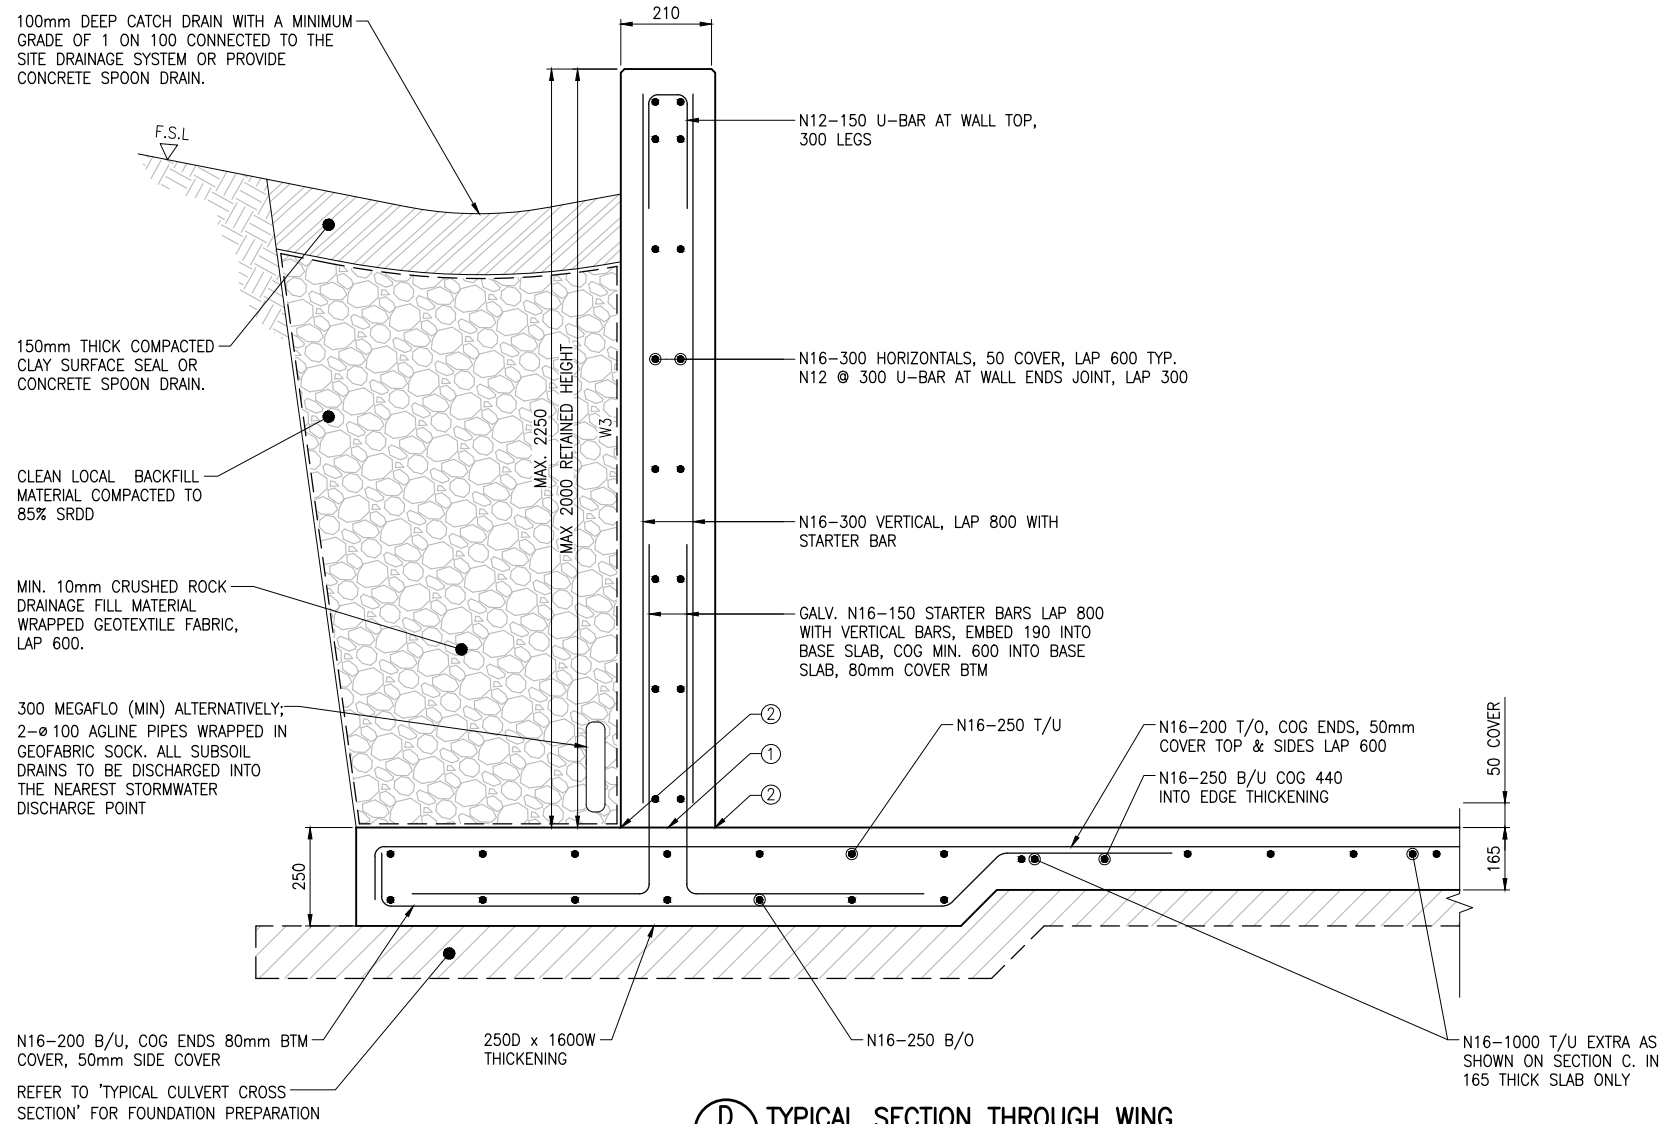 100mm DEEP CATCH DRAIN WITH A MINIMUM
GRADE OF 1 ON 100 CONNECTED TO THE
SITE DRAINAGE SYSTEM OR PROVIDE
CONCRETE SPOON DRAIN.
F.S.L
210
N12-150 U-BAR AT WALL TOP,
300 LEGS
150mm THICK COMPACTED
CLAY SURFACE SEAL OR
CONCRETE SPOON DRAIN.
MAX. 2250
MAX 2000 RETAINED HEIGHT
W3
N16-300 HORIZONTALS, 50 COVER, LAP 600 TYP.
N12 @ 300 U-BAR AT WALL ENDS JOINT, LAP 300
CLEAN LOCAL BACKFILL
MATERIAL COMPACTED TO
85% SRDD
N16-300 VERTICAL, LAP 800 WITH
STARTER BAR
MIN. 10mm CRUSHED ROCK
DRAINAGE FILL MATERIAL
WRAPPED GEOTEXTILE FABRIC,
LAP 600.
GALV. N16-150 STARTER BARS LAP 800
WITH VERTICAL BARS, EMBED 190 INTO
BASE SLAB, COG MIN. 600 INTO BASE
SLAB, 80mm COVER BTM
300 MEGAFLO (MIN) ALTERNATIVELY;
2-ø100 AGLINE PIPES WRAPPED IN
GEOFABRIC SOCK. ALL SUBSOIL
DRAINS TO BE DISCHARGED INTO
THE NEAREST STORMWATER
DISCHARGE POINT
2
1
2
N16-250 T/U
N16-200 T/O, COG ENDS, 50mm
COVER TOP & SIDES LAP 600
N16-250 B/U COG 440
INTO EDGE THICKENING
50 COVER
165
250
N16-200 B/U, COG ENDS 80mm BTM
COVER, 50mm SIDE COVER
250D x 1600W
THICKENING
N16-250 B/O
N16-1000 T/U EXTRA AS
SHOWN ON SECTION C. IN
165 THICK SLAB ONLY
REFER TO 'TYPICAL CULVERT CROSS
SECTION' FOR FOUNDATION PREPARATION
D TYPICAL SECTION THROUGH WING